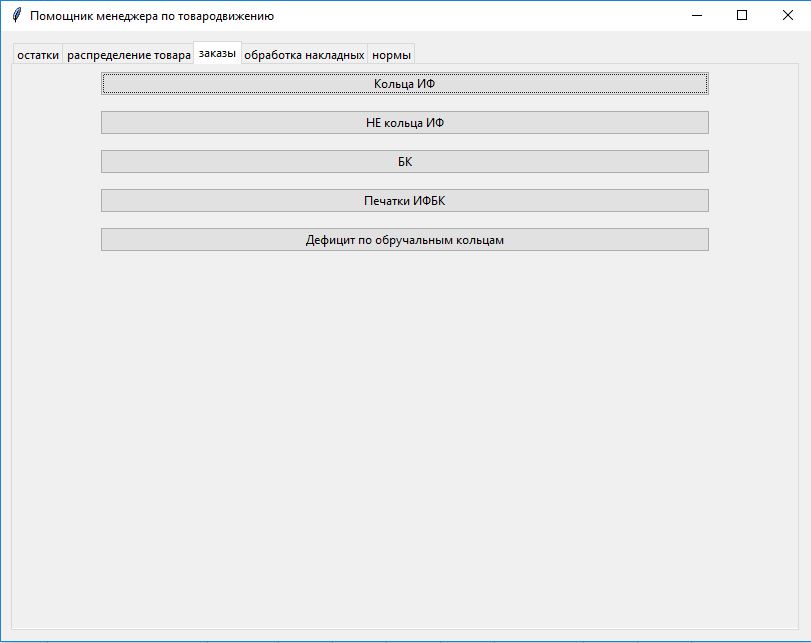 Помощник менеджера по товародвижению
остатки распределение товара заказы обработка накладных нормы
Кольца ИФ
НЕ кольца ИФ
БК
Печатки ИФБК
Дефицит по обручальным кольцам